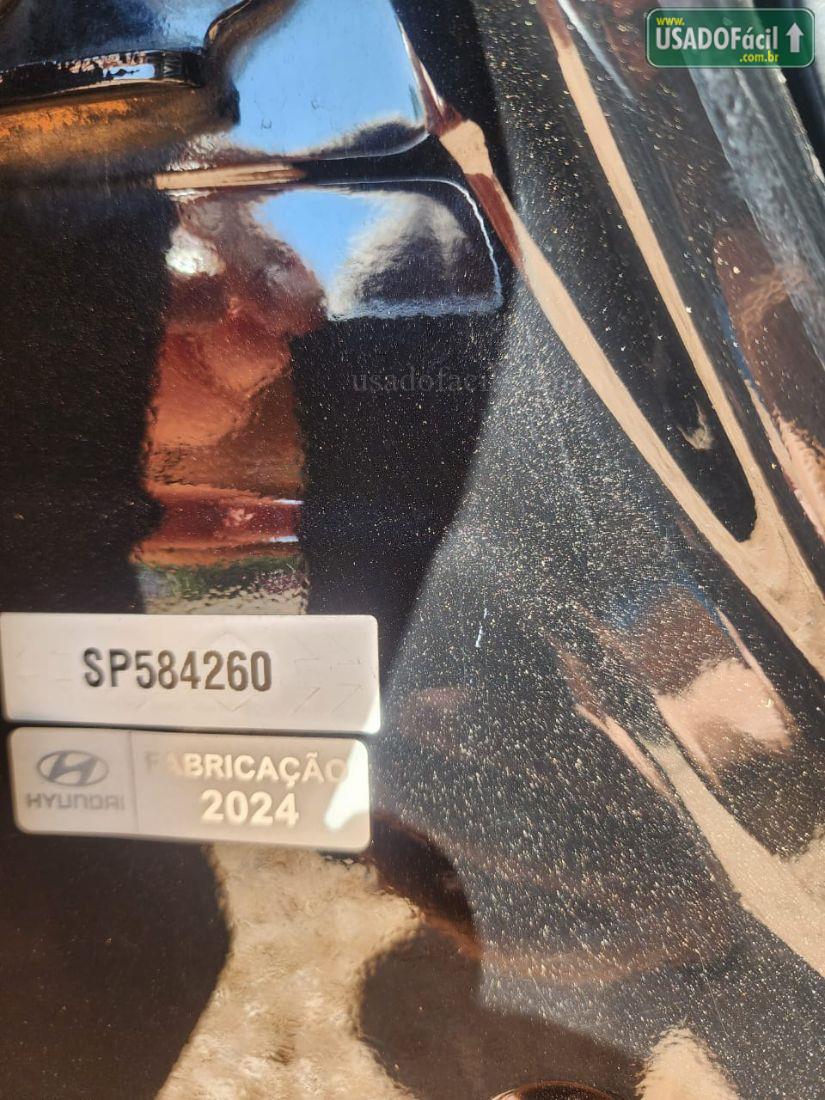 www.
USADOFácil
.com.br
SP584260
HYUNDAI
FABRICAÇÃO
2024